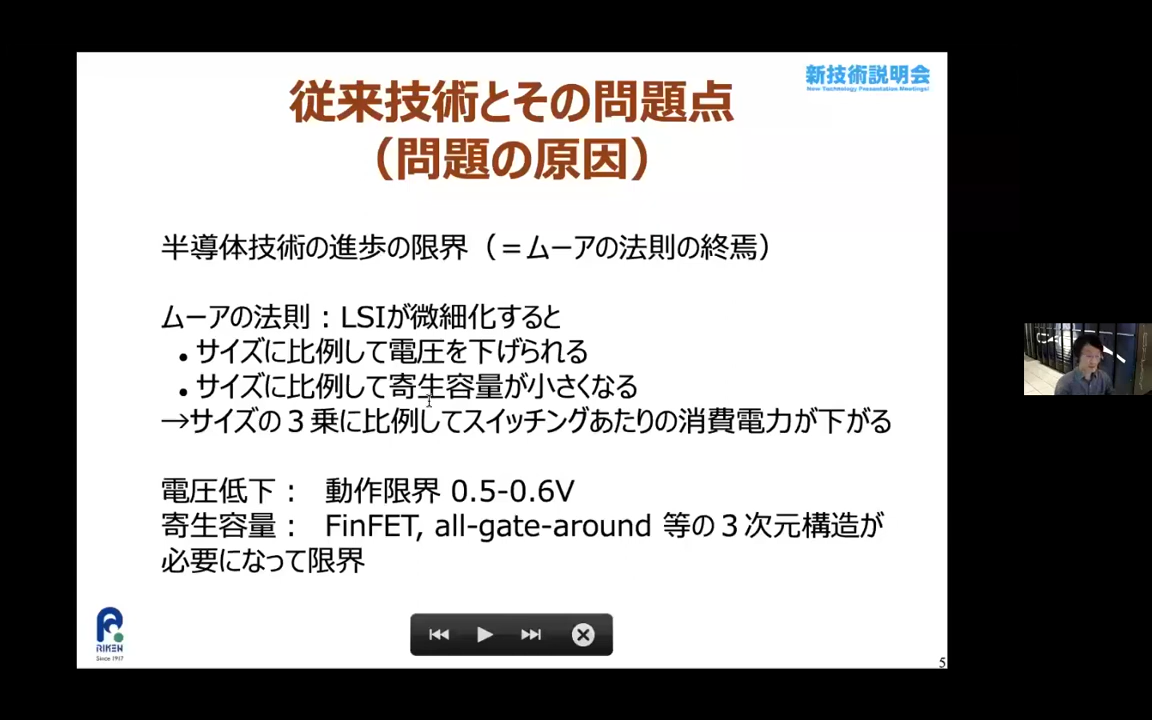 新技術説明会
New Technology Presentation Meetings!
従来技術とその問題点
（問題の原因）
半導体技術の進歩の限界（＝ムーアの法則の終焉）
ムーアの法則：LSIが微細化すると
• サイズに比例して電圧を下げられる
• サイズに比例して寄生容量が小さくなる
→サイズの３乗に比例してスイッチングあたりの消費電力が下がる
電圧低下： 動作限界 0.5-0.6V
寄生容量： FinFET, all-gate-around 等の３次元構造が
必要になって限界
RIKEN
Since 1917
5